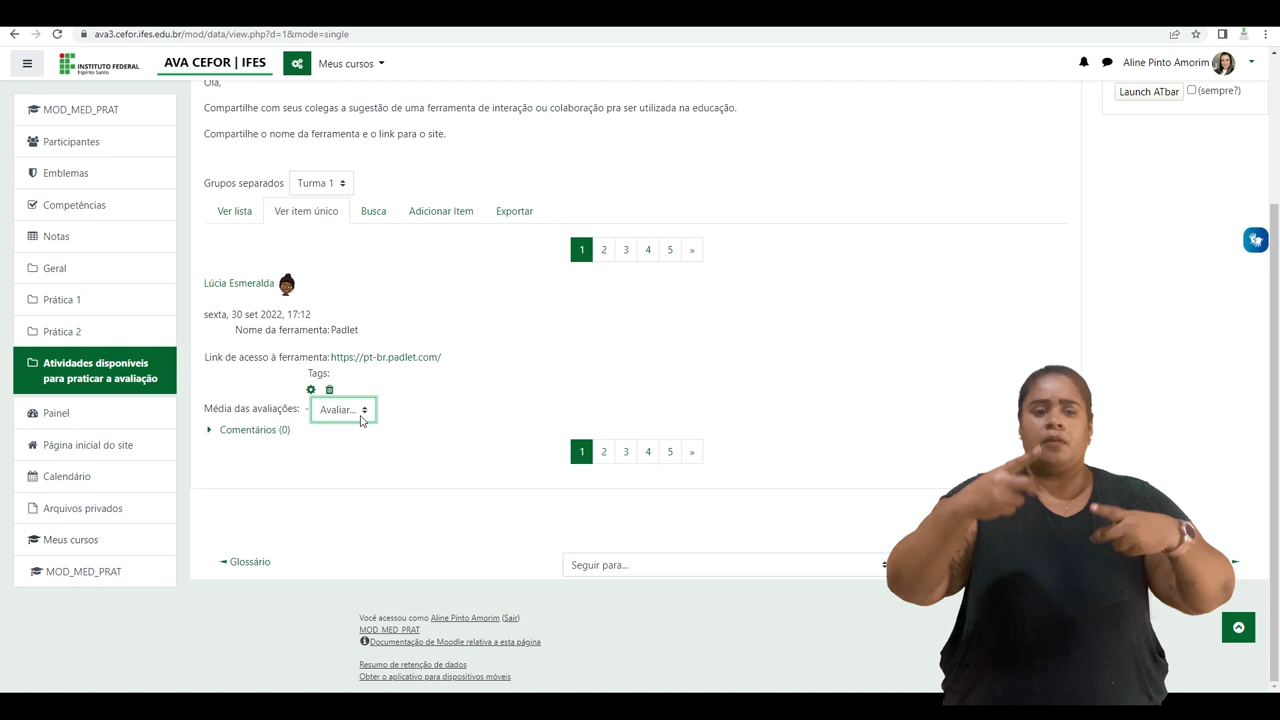 ava3.cefor.ifes.edu.br/mod/data/view.php?d=1&mode=single
INSTITUTO FEDERAL
Espírito Santo
AVA CEFOR | IFES
Meus cursos
Aline Pinto Amorim
MOD_MED_PRAT
Participantes
Emblemas
Competências
Notas
Geral
Prática 1
Prática 2
Atividades disponíveis
para praticar a avaliação
Painel
Página inicial do site
Calendário
Arquivos privados
Meus cursos
MOD_MED_PRAT
Olá,
Compartilhe com seus colegas a sugestão de uma ferramenta de interação ou colaboração pra ser utilizada na educação.
Compartilhe o nome da ferramenta e o link para o site.
Grupos separados Turma 1
Ver lista Ver item único Busca Adicionar Item Exportar
1 2 3 4 5 »
Lúcia Esmeralda
sexta, 30 set 2022, 17:12
Nome da ferramenta: Padlet
Link de acesso à ferramenta: https://pt-br.padlet.com/
Tags:
Média das avaliações: - Avaliar...
Comentários (0)
1 2 3 4 5 »
◄ Glossário
Seguir para...
Launch ATbar (sempre?)
Você acessou como Aline Pinto Amorim (Sair)
MOD_MED_PRAT
Documentação de Moodle relativa a esta página
Resumo de retenção de dados
Obter o aplicativo para dispositivos móveis